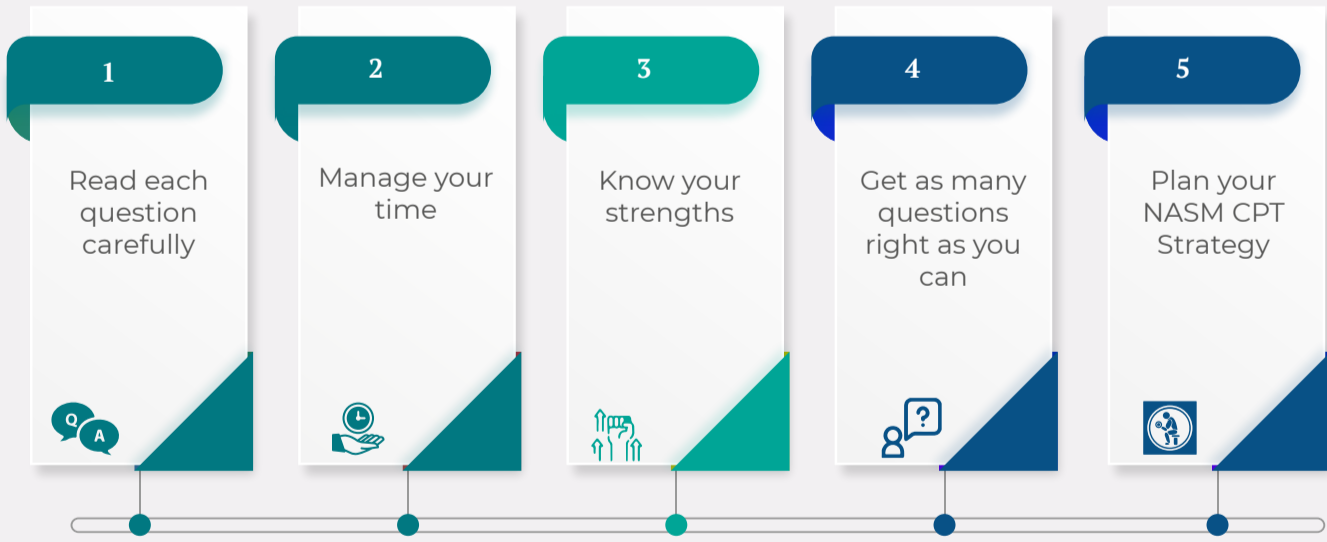 1
Read each
question
carefully
Q
A
2
Manage your
time
3
Know your
strengths
4
Get as many
questions
right as you
can
?
5
Plan your
NASM CPT
Strategy